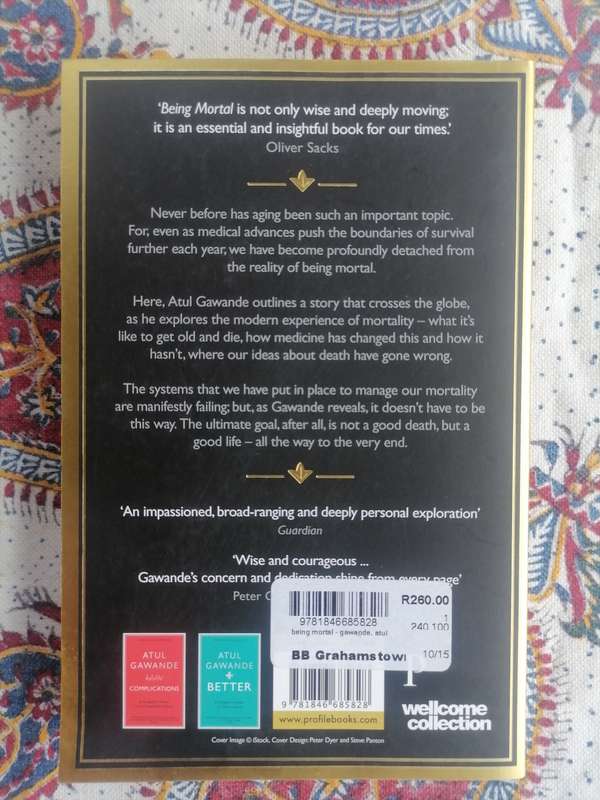 'Being Mortal is not only wise and deeply moving;
it is an essential and insightful book for our times.'
Oliver Sacks
Never before has aging been such an important topic.
For, even as medical advances push the boundaries of survival
further each year, we have become profoundly detached from
the reality of being mortal.
Here, Atul Gawande outlines a story that crosses the globe,
as he explores the modern experience of mortality – what it's
like to get old and die, how medicine has changed this and how it
hasn't, where our ideas about death have gone wrong.
The systems that we have put in place to manage our mortality
are manifestly failing; but, as Gawande reveals, it doesn't have to be
this way. The ultimate goal, after all, is not a good death, but a
good life – all the way to the very end.
'An impassioned, broad-ranging and deeply personal exploration'
Guardian
'Wise and courageous ...
Gawande's concern and dedication shine from every page'
Peter
R260.00
9781846685828
1
240 100
being mortal - gawande, atul
BB Grahamstown
10/15
ATUL
GAWANDE
COMPLICATIONS
ATUL
GAWANDE
+
BETTER
9 781846 685828
www.profilebooks.com
wellcome
collection
Cover Image © iStock, Cover Design: Peter Dyer and Steve Panton